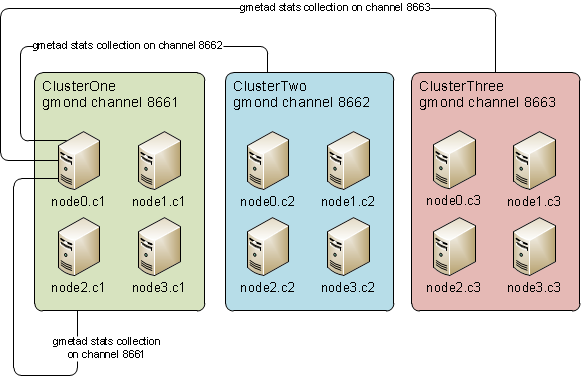 gmetad stats collection on channel 8663
gmetad stats collection on channel 8662
ClusterOne
gmond channel 8661
node0.c1
node1.c1
node2.c1
node3.c1
ClusterTwo
gmond channel 8662
node0.c2
node1.c2
node2.c2
node3.c2
ClusterThree
gmond channel 8663
node0.c3
node1.c3
node2.c3
node3.c3
gmetad stats collection
on channel 8661